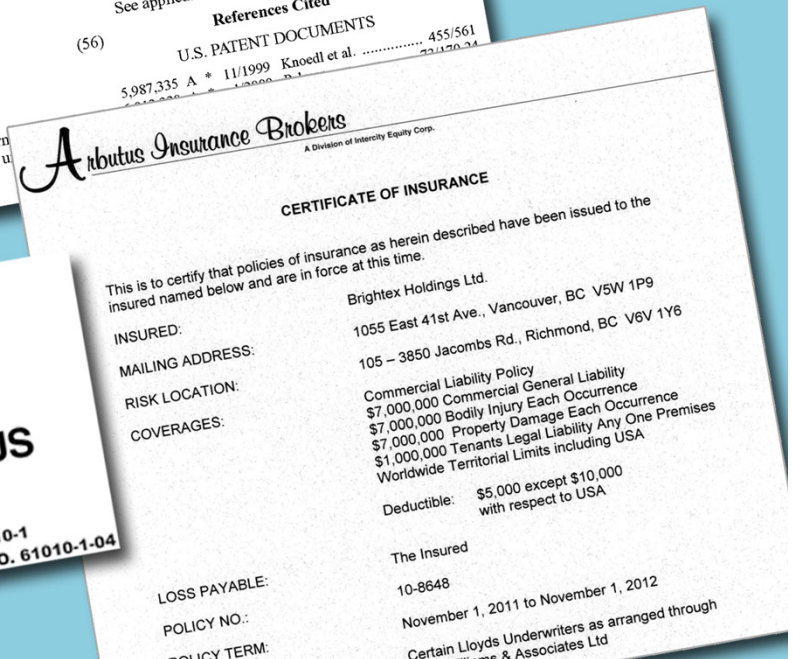 See
References Cited
(56)
U.S. PATENT DOCUMENTS
5,987,335 A * 11/1999 Knoedl et al. ............... 455/561
Arbutus Insurance Brokers
A Division of Intercity Equity Corp.
CERTIFICATE OF INSURANCE
This is to certify that policies of insurance as herein described have been issued to the
insured named below and are in force at this time.
INSURED: Brightex Holdings Ltd.
MAILING ADDRESS: 1055 East 41st Ave., Vancouver, BC V5W 1P9
RISK LOCATION: 105 – 3850 Jacombs Rd., Richmond, BC V6V 1Y6
COVERAGES: Commercial Liability Policy
$7,000,000 Commercial General Liability
$7,000,000 Bodily Injury Each Occurrence
$7,000,000 Property Damage Each Occurrence
$1,000,000 Tenants Legal Liability Any One Premises
Worldwide Territorial Limits including USA
Deductible: $5,000 except $10,000
with respect to USA
LOSS PAYABLE: The Insured
POLICY NO.: 10-8648
POLICY TERM: November 1, 2011 to November 1, 2012
Certain Lloyds Underwriters as arranged through
& Associates Ltd
US
0-1
O. 61010-1-04